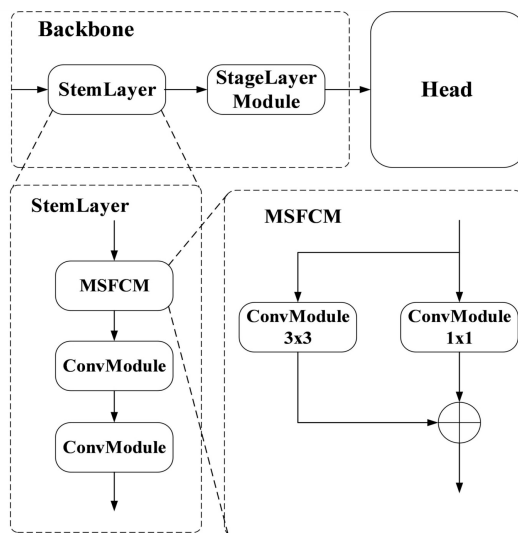 Backbone
StemLayer
StageLayer
Module
Head
StemLayer
MSFCM
ConvModule
ConvModule
MSFCM
ConvModule
3x3
ConvModule
1x1